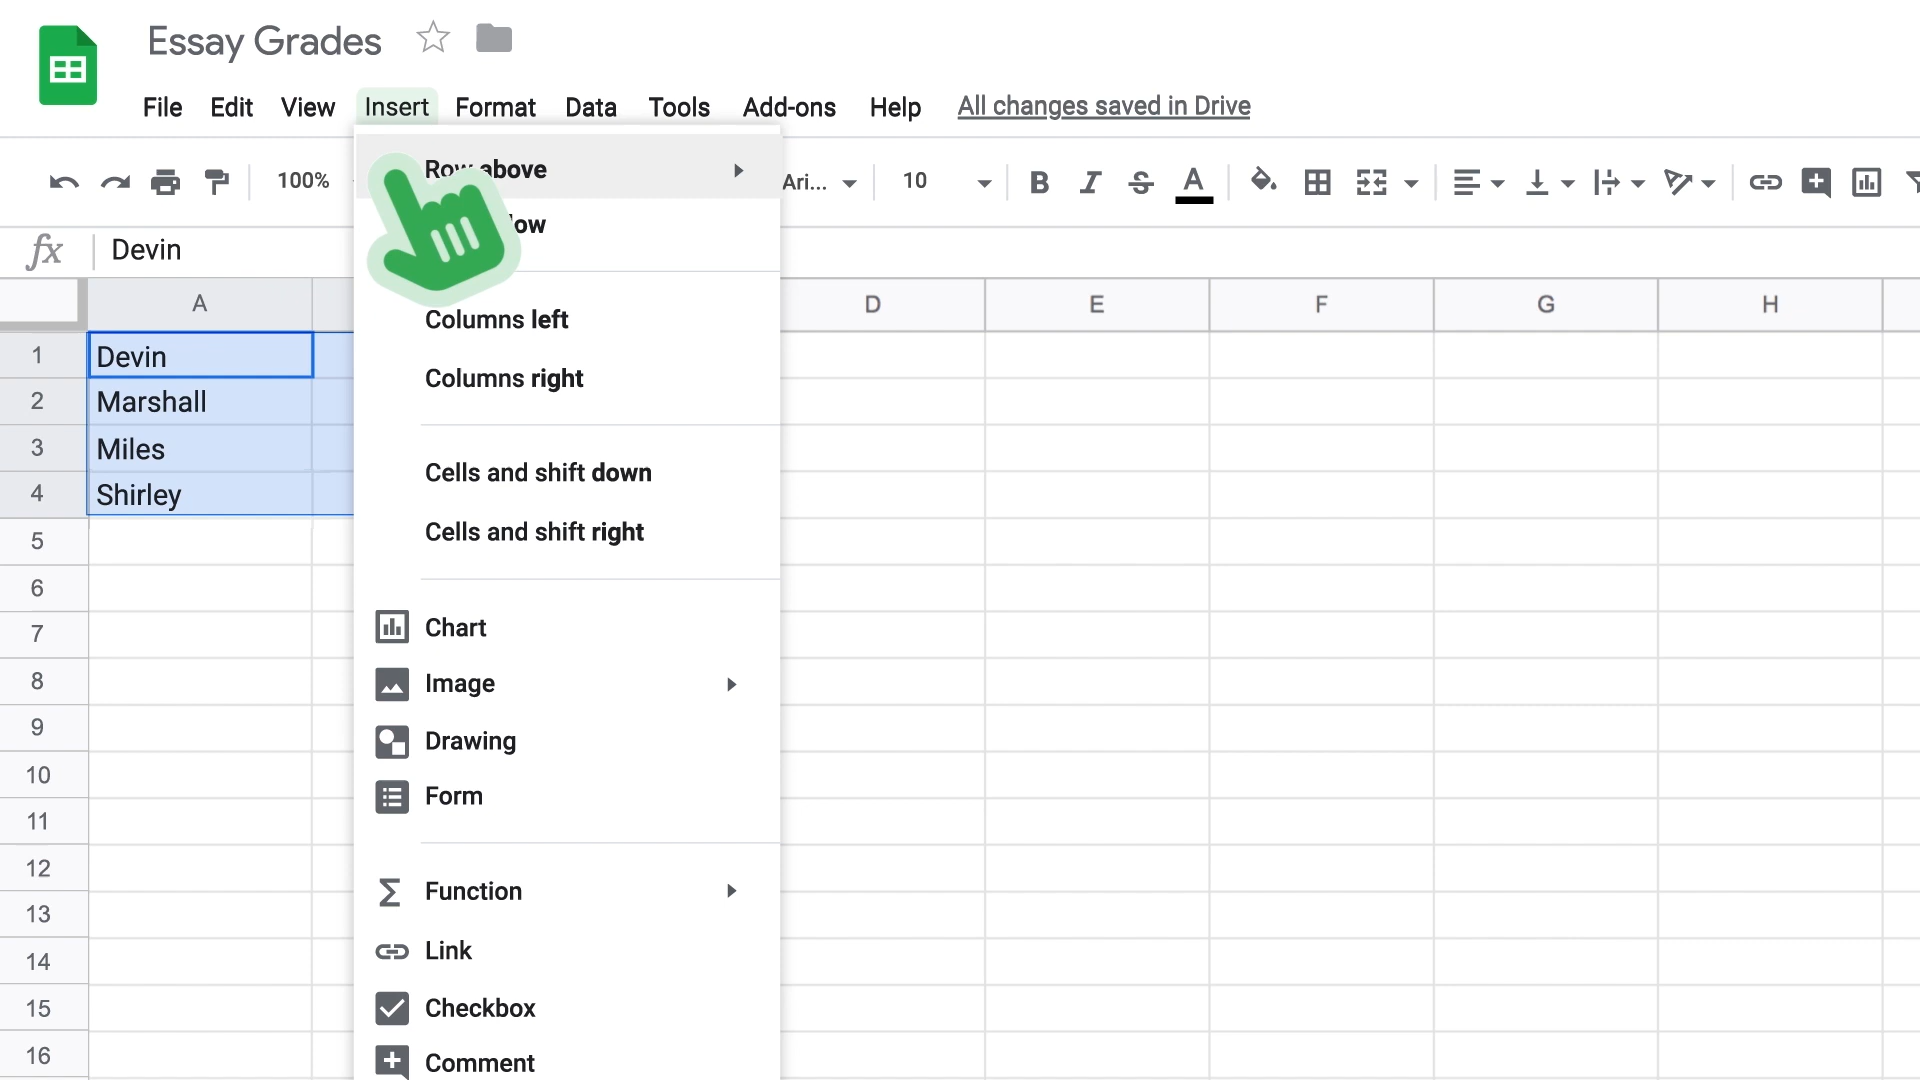 Essay Grades
File Edit View Insert Format Data Tools Add-ons Help All changes saved in Drive
100% Ari... 10 B I S A
fx Devin
Row above
Columns left
Columns right
Cells and shift down
Cells and shift right
Chart
Image
Drawing
Form
Function
Link
Checkbox
Comment
A D E F G H
1 Devin
2 Marshall
3 Miles
4 Shirley
5
6
7
8
9
10
11
12
13
14
15
16